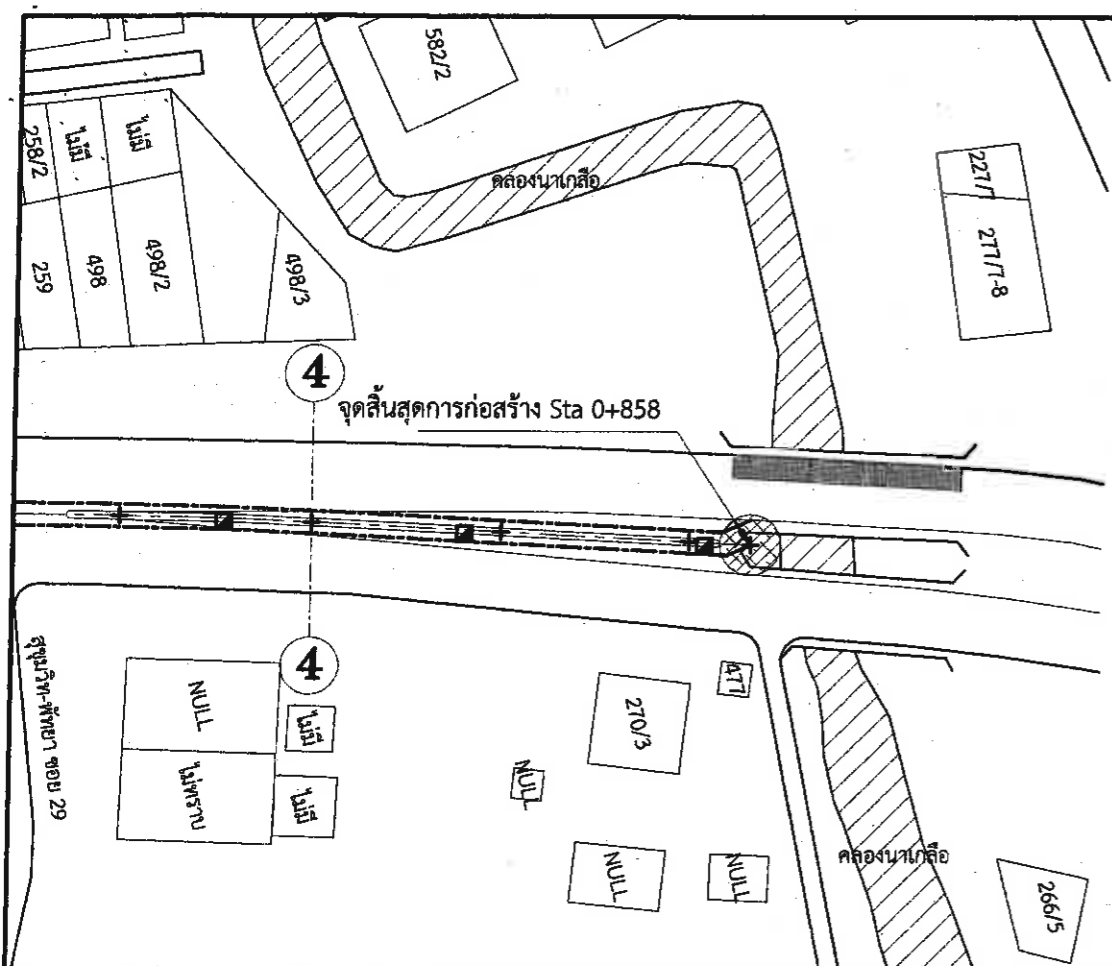 582/2
258/2
ไม่มี
ไม่มี
คลองนาเกลือ
227/7
277/7-8
259
498
498/2
498/3
4
จุดสิ้นสุดการก่อสร้าง Sta 0+858
4
สุขุมวิท-พัทยา ซอย 29
NULL
ไม่มี
ไม่ทราบ
ไม่มี
477
270/3
NULL
NULL
NULL
คลองนาเกลือ
266/5